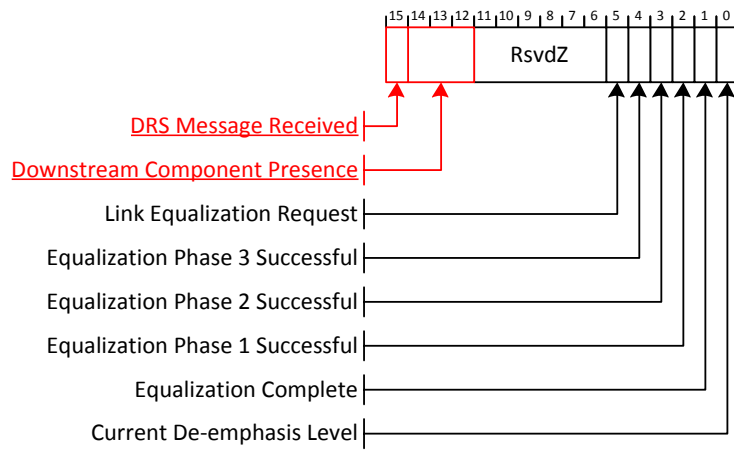 15 14 13 12 11 10 9 8 7 6 5 4 3 2 1 0
RsvdZ
DRS Message Received
Downstream Component Presence
Link Equalization Request
Equalization Phase 3 Successful
Equalization Phase 2 Successful
Equalization Phase 1 Successful
Equalization Complete
Current De-emphasis Level